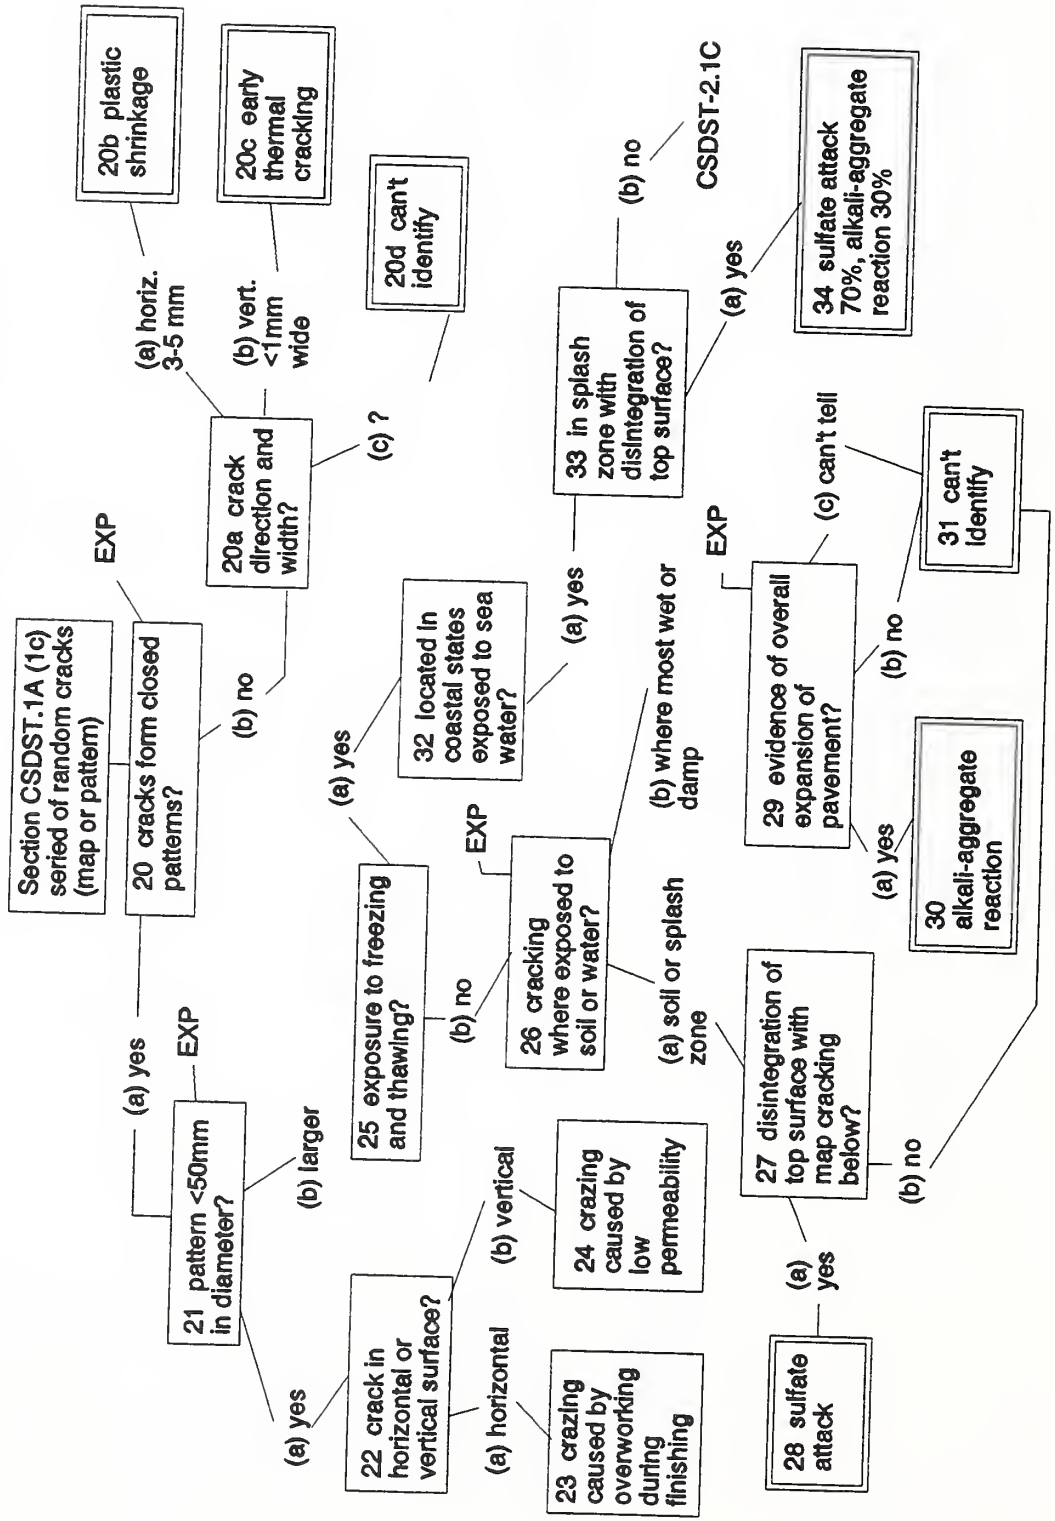 Section CSDST.1A (1c)
seried of random cracks
(map or pattern)
EXP
20 cracks form closed
patterns?
(a) yes
(b) no
20a crack
direction and
width?
(a) horiz.
3-5 mm
20b plastic
shrinkage
(b) vert.
<1mm
wide
20c early
thermal
cracking
(c) ?
20d can't
identify
EXP
21 pattern <50mm
in diameter?
(a) yes
(b) larger
22 crack in
horizontal or
vertical surface?
(a) horizontal
(b) vertical
23 crazing
caused by
overworking
during
finishing
24 crazing
caused by
low
permeability
25 exposure to freezing
and thawing?
(a) yes
(b) no
32 located in
coastal states
exposed to sea
water?
(a) yes
33 in splash
zone with
disintegration of
top surface?
(b) no
CSDST-2.1C
(a) yes
34 sulfate attack
70%, alkali-aggregate
reaction 30%
EXP
26 cracking
where exposed to
soil or water?
(a) soil or splash
zone
(b) where most wet or
damp
27 disintegration of
top surface with
map cracking
below?
(a)
yes
(b) no
28 sulfate
attack
EXP
29 evidence of overall
expansion of
pavement?
(a) yes
(b) no
(c) can't tell
30
alkali-aggregate
reaction
31 can't
identify